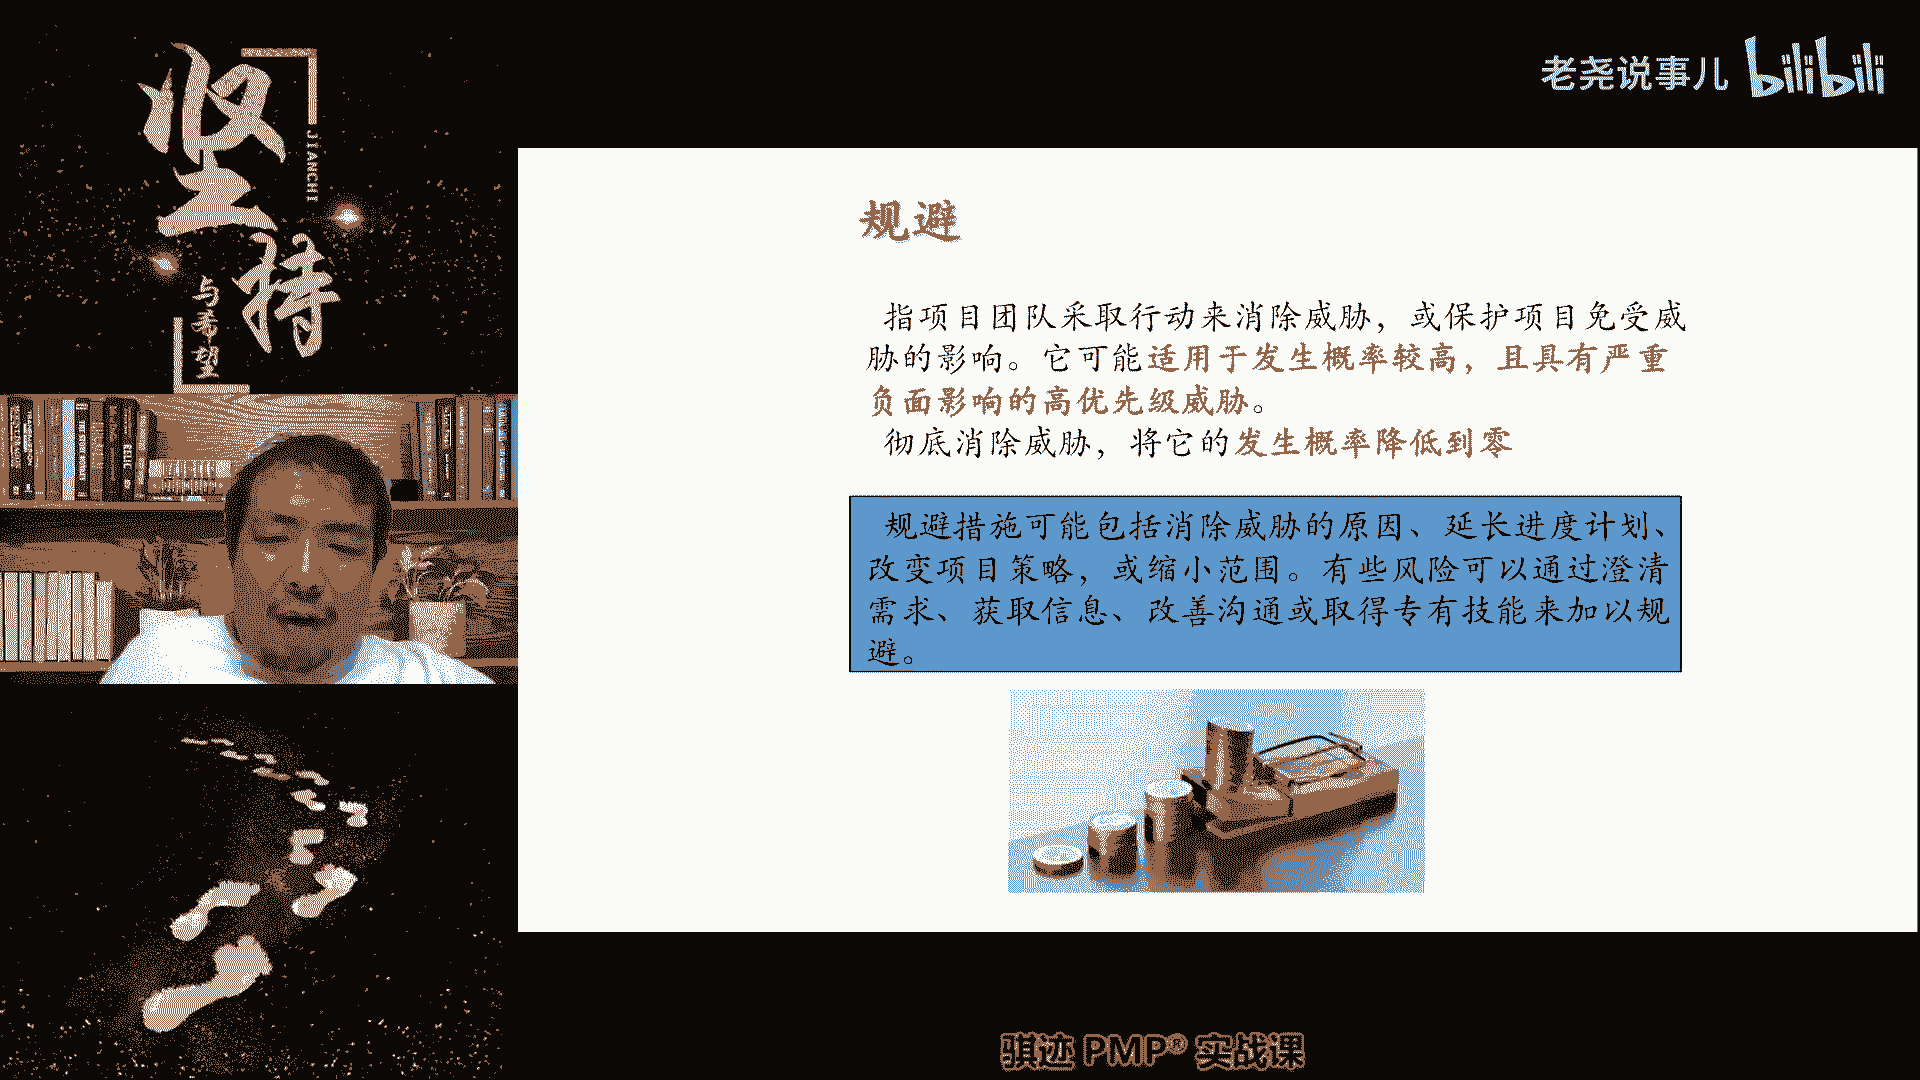 坚持
JIANCHI
与希望
老尧说事儿 bilibili
规避
指项目团队采取行动来消除威胁，或保护项目免受威
胁的影响。它可能适用于发生概率较高，且具有严重
负面影响的高优先级威胁。
彻底消除威胁，将它的发生概率降低到零
规避措施可能包括消除威胁的原因、延长进度计划、
改变项目策略，或缩小范围。有些风险可以通过澄清
需求、获取信息、改善沟通或取得专有技能来加以规
避。
骐迹 PMP® 实战课